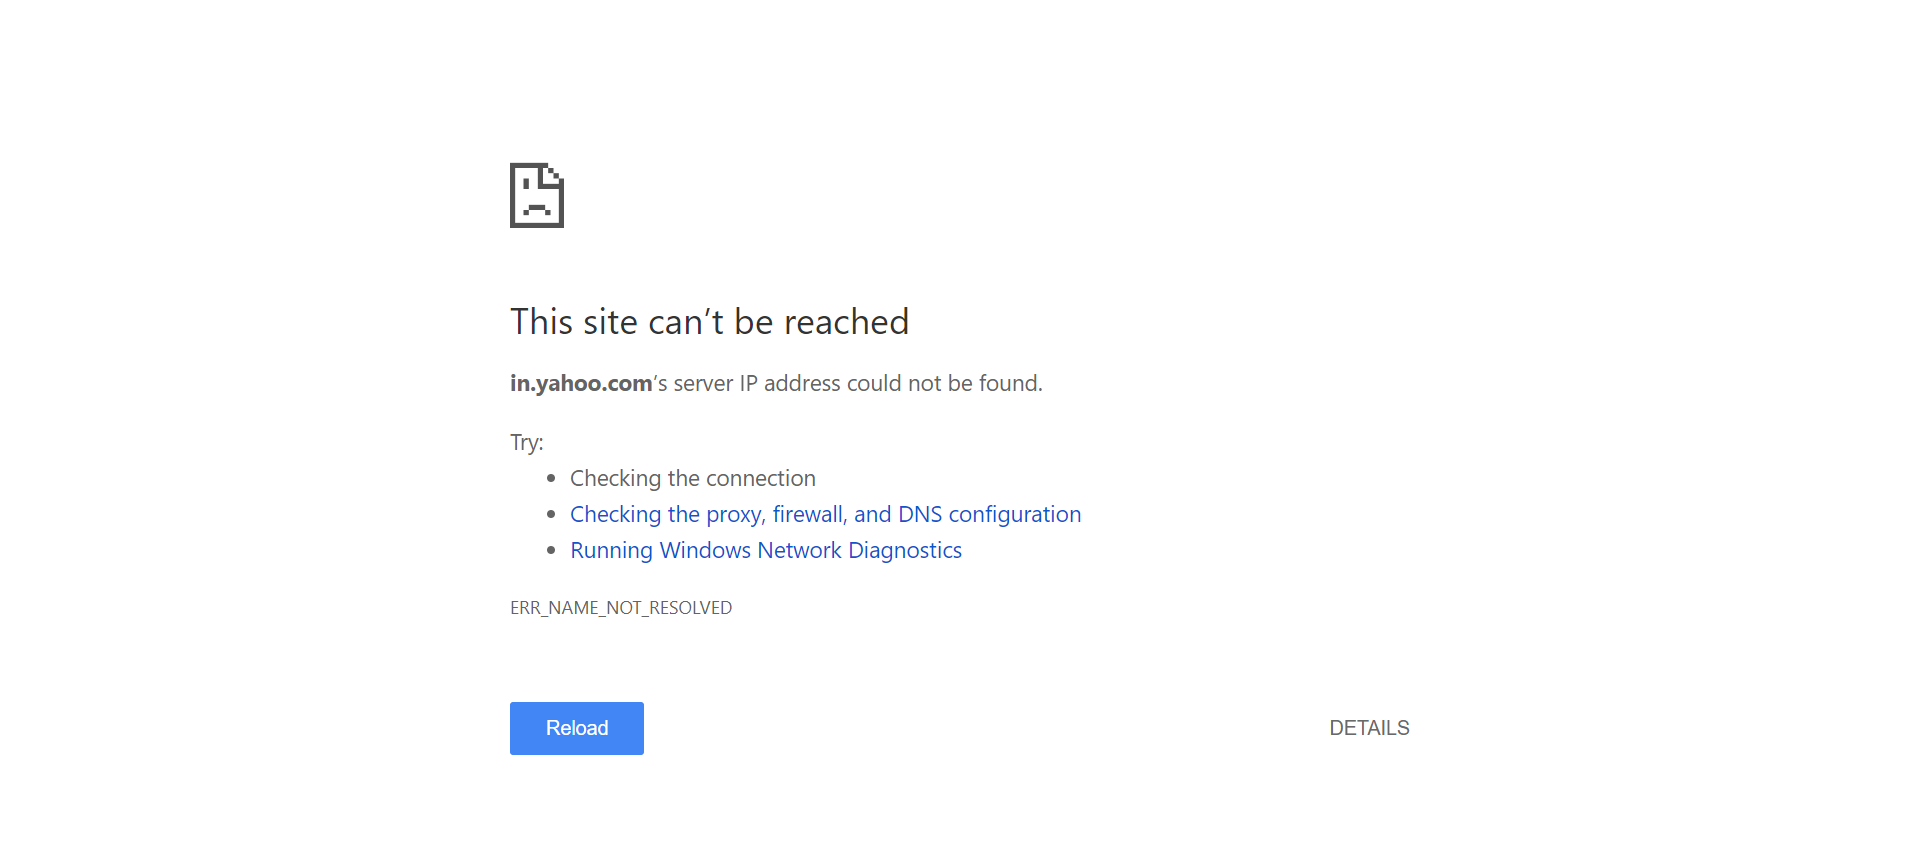 This site can’t be reached
in.yahoo.com’s server IP address could not be found.
Try:
Checking the connection
Checking the proxy, firewall, and DNS configuration
Running Windows Network Diagnostics
ERR_NAME_NOT_RESOLVED
Reload
DETAILS